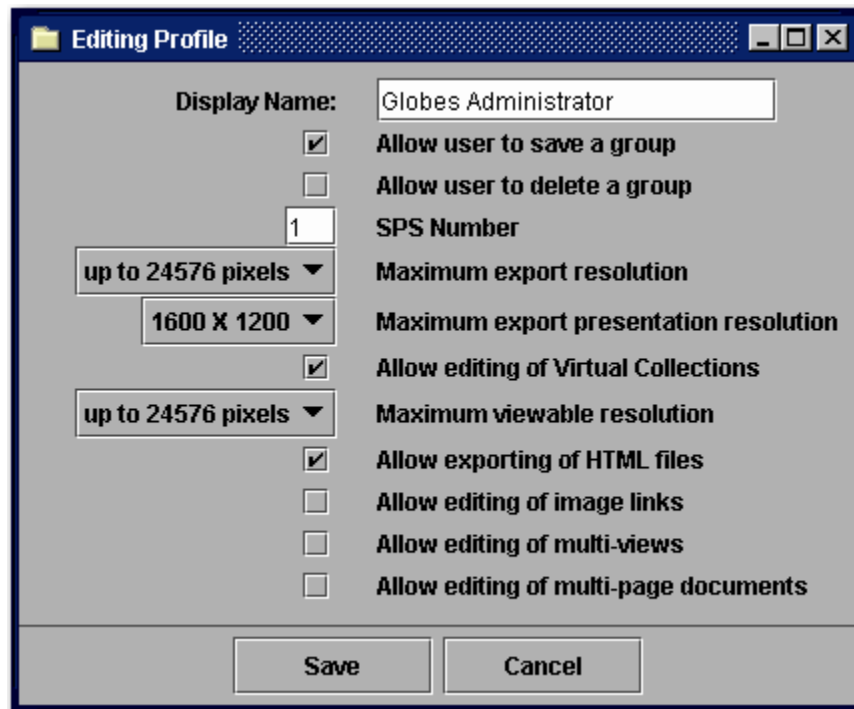 Editing Profile
Display Name: Globes Administrator
Allow user to save a group
Allow user to delete a group
1 SPS Number
up to 24576 pixels Maximum export resolution
1600 X 1200 Maximum export presentation resolution
Allow editing of Virtual Collections
up to 24576 pixels Maximum viewable resolution
Allow exporting of HTML files
Allow editing of image links
Allow editing of multi-views
Allow editing of multi-page documents
Save Cancel